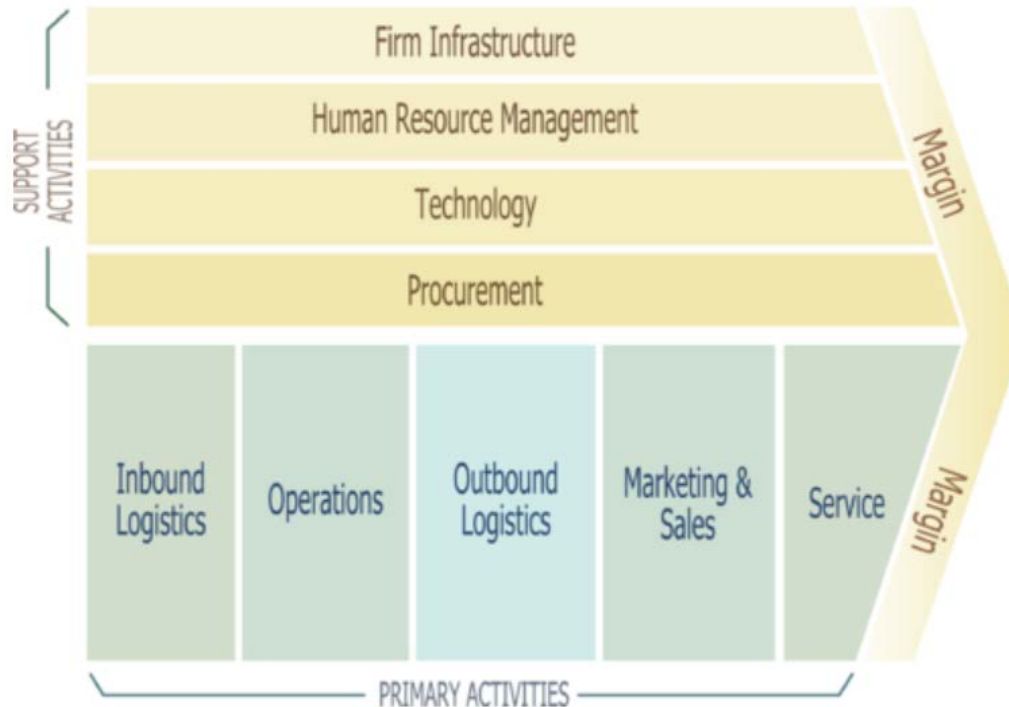 Firm Infrastructure
Human Resource Management
Technology
Procurement
SUPPORT
ACTIVITIES
Margin
Inbound
Logistics
Operations
Outbound
Logistics
Marketing &
Sales
Service
Margin
PRIMARY ACTIVITIES